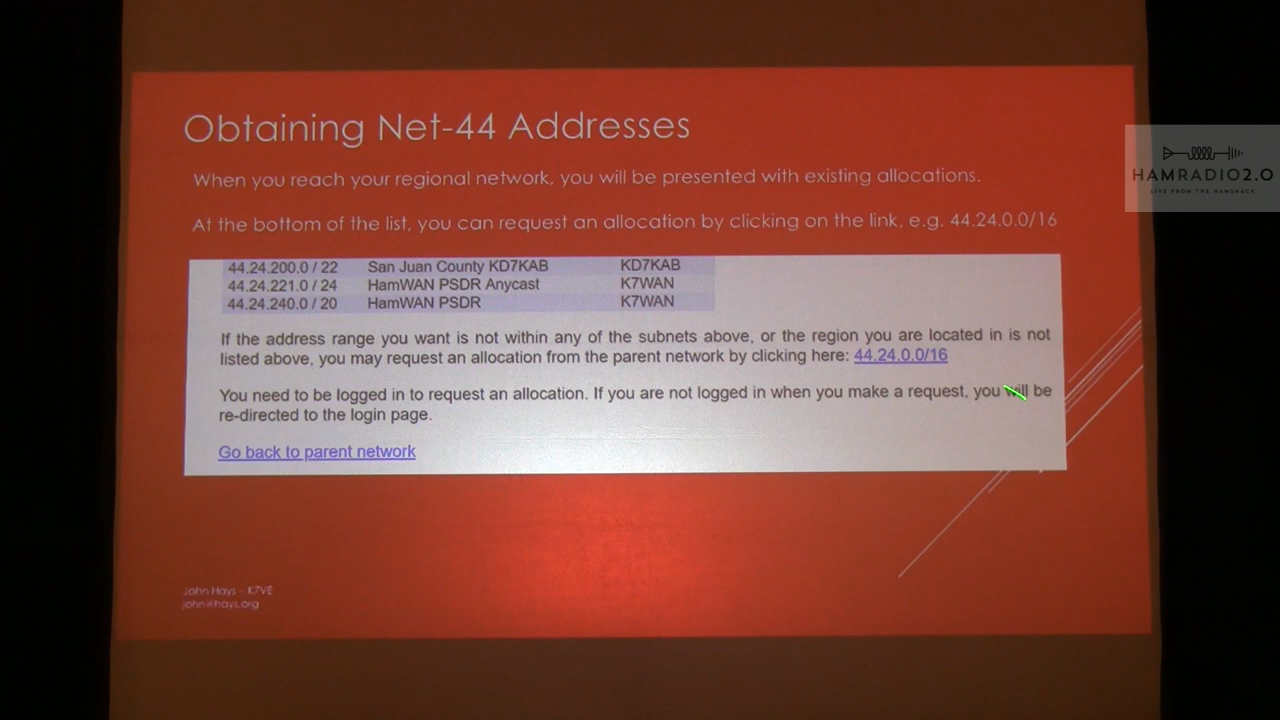 Obtaining Net-44 Addresses
When you reach your regional network, you will be presented with existing allocations.
At the bottom of the list, you can request an allocation by clicking on the link, e.g. 44.24.0.0/16
44.24.200.0 / 22 San Juan County KD7KAB KD7KAB
44.24.221.0 / 24 HamWAN PSDR Anycast K7WAN
44.24.240.0 / 20 HamWAN PSDR K7WAN
If the address range you want is not within any of the subnets above, or the region you are located in is not
listed above, you may request an allocation from the parent network by clicking here: 44.24.0.0/16
You need to be logged in to request an allocation. If you are not logged in when you make a request, you will be
re-directed to the login page.
Go back to parent network
John Hays - K7VE
john@hays.org
HAMRADIO2.0
LIVE FROM THE HAMSHACK